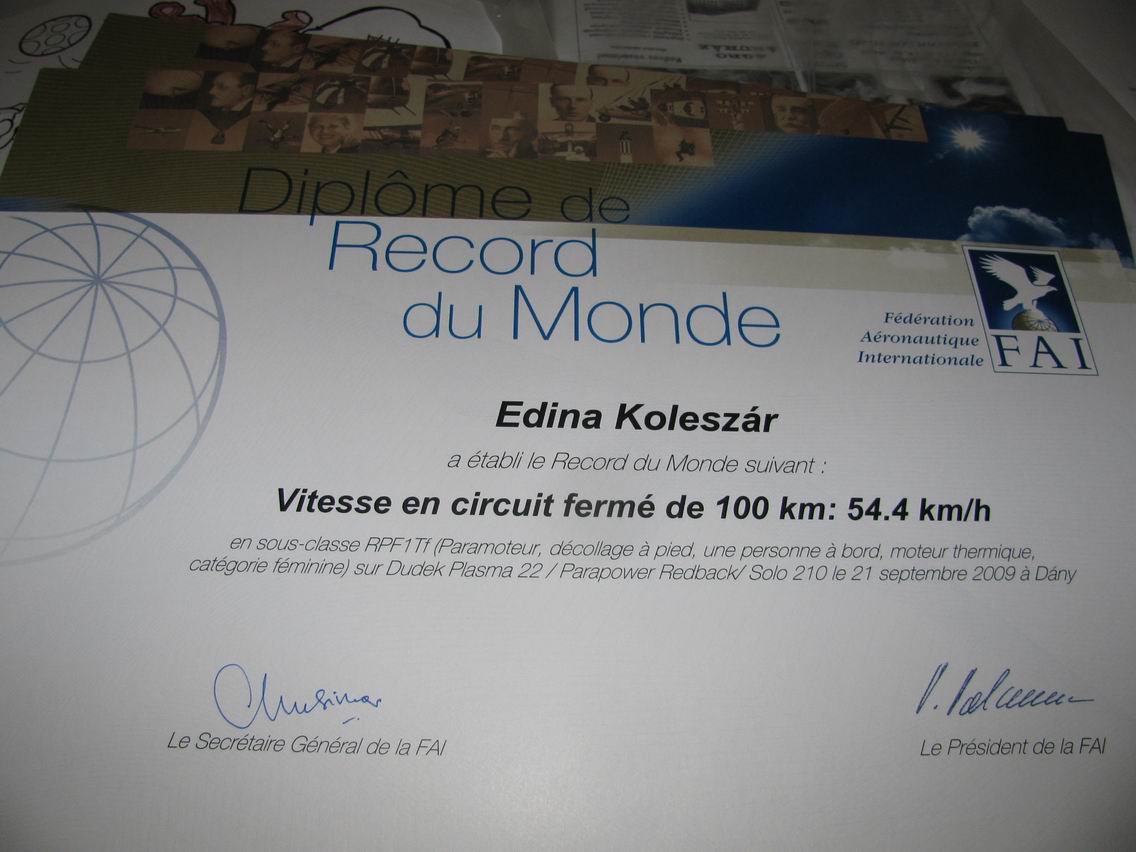 Diplôme de
Record
du Monde
Fédération
Aéronautique
Internationale
FAI
Edina Koleszár
a établi le Record du Monde suivant :
Vitesse en circuit fermé de 100 km: 54.4 km/h
en sous-classe RPF1Tf (Paramoteur, décollage à pied, une personne à bord, moteur thermique,
catégorie féminine) sur Dudek Plasma 22 / Parapower Redback/ Solo 210 le 21 septembre 2009 à Dány
Le Secrétaire Général de la FAI
Le Président de la FAI